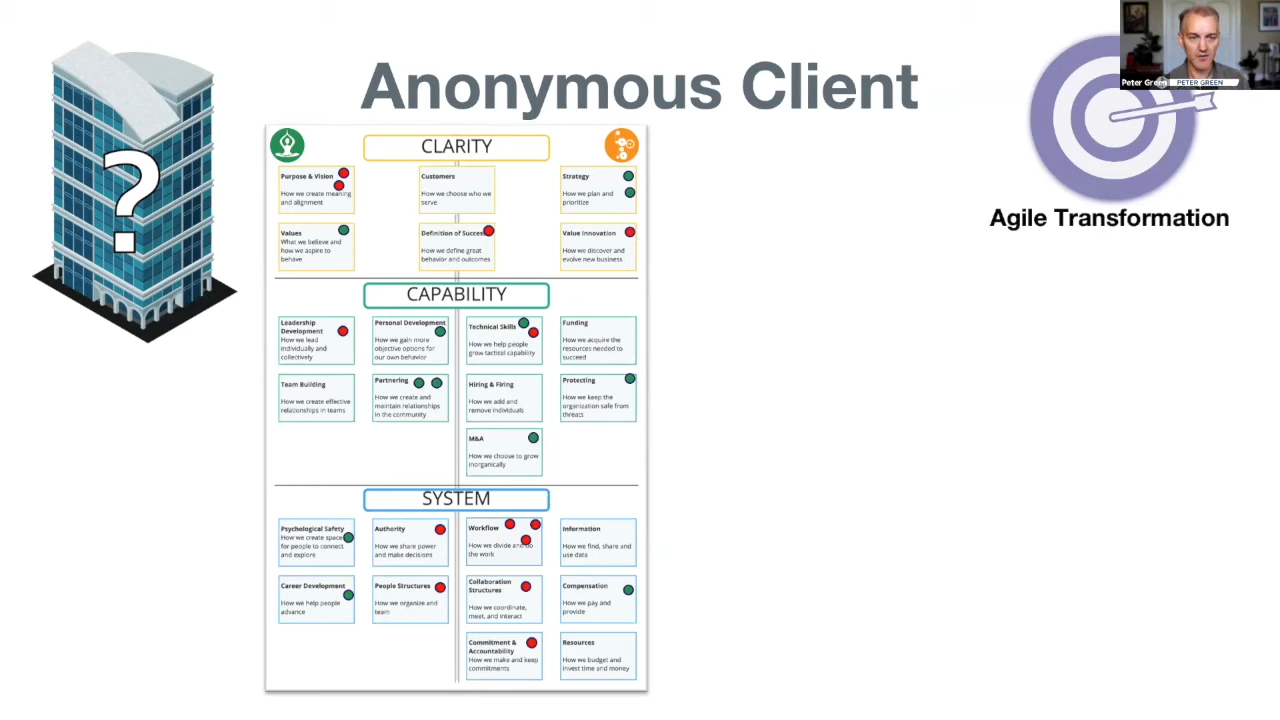 Anonymous Client
?
Peter Green
PETER GREEN
Agile Transformation
CLARITY
Purpose & Vision
How we create meaning
and alignment
Customers
How we choose who we
serve
Strategy
How we plan and
prioritize
Values
What we believe and
how we aspire to
behave
Definition of Success
How we define great
behavior and outcomes
Value Innovation
How we discover and
evolve new business
CAPABILITY
Leadership
Development
How we lead
individually and
collectively
Personal Development
How we gain more
objective options for
our own behavior
Technical Skills
How we help people
grow tactical capability
Funding
How we acquire the
resources needed to
succeed
Team Building
How we create effective
relationships in teams
Partnering
How we create and
maintain relationships
in the community
Hiring & Firing
How we add and
remove individuals
Protecting
How we keep the
organization safe from
threats
M&A
How we choose to grow
inorganically
SYSTEM
Psychological Safety
How we create space
for people to connect
and explore
Authority
How we share power
and make decisions
Workflow
How we divide and do
the work
Information
How we find, share and
use data
Career Development
How we help people
advance
People Structures
How we organize and
team
Collaboration
Structures
How we coordinate,
meet, and interact
Compensation
How we pay and
provide
Commitment &
Accountability
How we make and keep
commitments
Resources
How we budget and
invest time and money